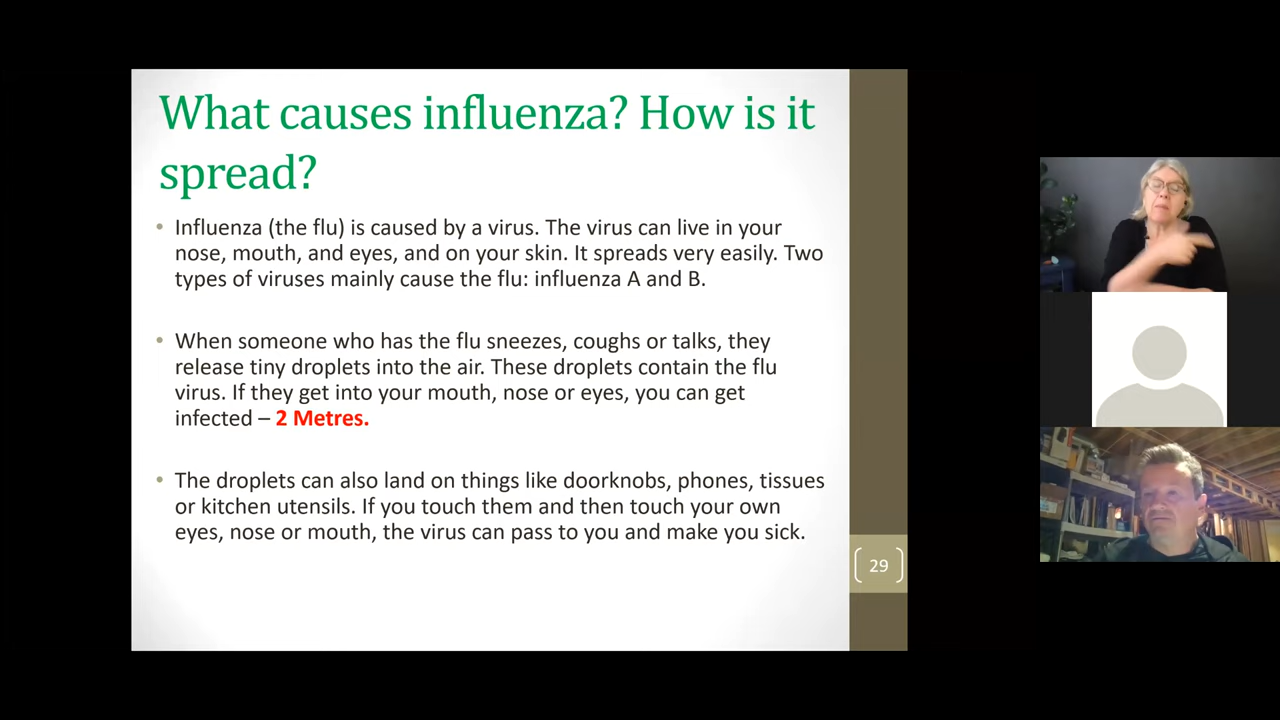 What causes influenza? How is it
spread?
• Influenza (the flu) is caused by a virus. The virus can live in your
nose, mouth, and eyes, and on your skin. It spreads very easily. Two
types of viruses mainly cause the flu: influenza A and B.
• When someone who has the flu sneezes, coughs or talks, they
release tiny droplets into the air. These droplets contain the flu
virus. If they get into your mouth, nose or eyes, you can get
infected – 2 Metres.
• The droplets can also land on things like doorknobs, phones, tissues
or kitchen utensils. If you touch them and then touch your own
eyes, nose or mouth, the virus can pass to you and make you sick.
29